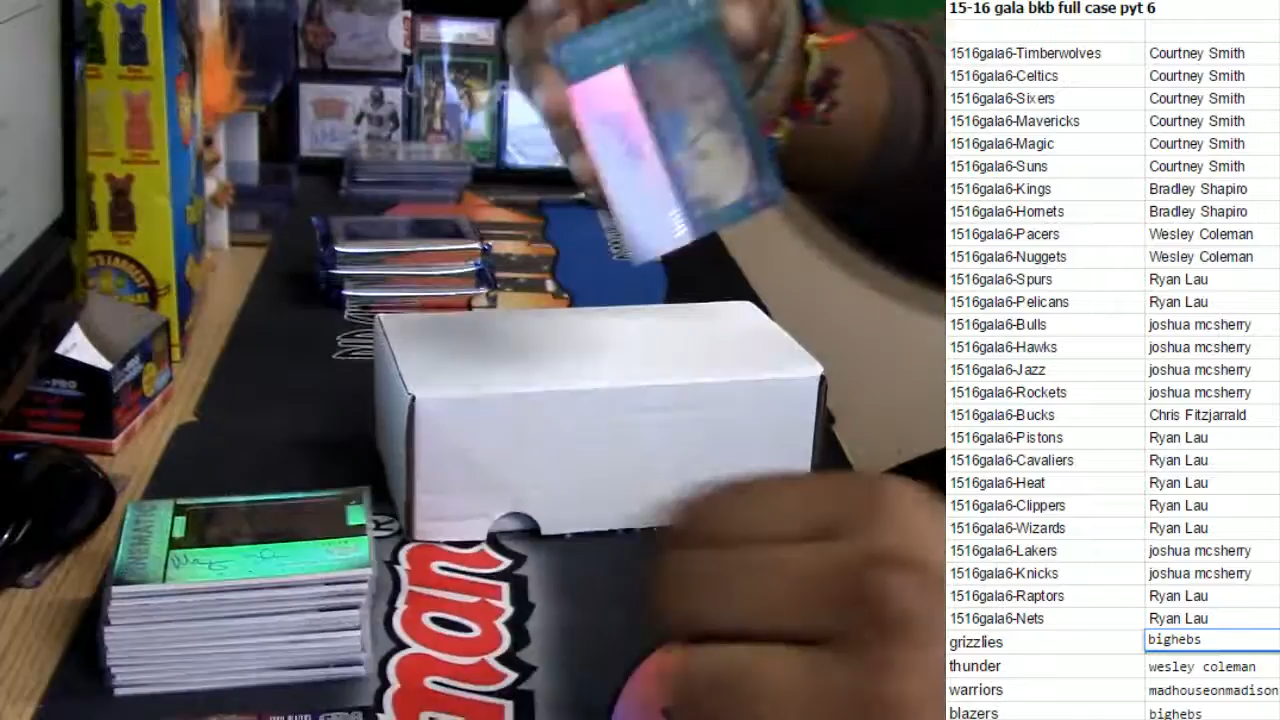 15-16 gala bkb full case pyt 6
1516gala6-Timberwolves Courtney Smith
1516gala6-Celtics Courtney Smith
1516gala6-Sixers Courtney Smith
1516gala6-Mavericks Courtney Smith
1516gala6-Magic Courtney Smith
1516gala6-Suns Courtney Smith
1516gala6-Kings Bradley Shapiro
1516gala6-Hornets Bradley Shapiro
1516gala6-Pacers Wesley Coleman
1516gala6-Nuggets Wesley Coleman
1516gala6-Spurs Ryan Lau
1516gala6-Pelicans Ryan Lau
1516gala6-Bulls joshua mcsherry
1516gala6-Hawks joshua mcsherry
1516gala6-Jazz joshua mcsherry
1516gala6-Rockets joshua mcsherry
1516gala6-Bucks Chris Fitzjarrald
1516gala6-Pistons Ryan Lau
1516gala6-Cavaliers Ryan Lau
1516gala6-Heat Ryan Lau
1516gala6-Clippers Ryan Lau
1516gala6-Wizards Ryan Lau
1516gala6-Lakers joshua mcsherry
1516gala6-Knicks joshua mcsherry
1516gala6-Raptors Ryan Lau
1516gala6-Nets Ryan Lau
grizzlies bighebs
thunder wesley coleman
warriors madhouseonmadison
blazers bighebs
man